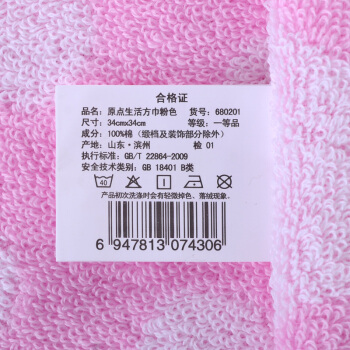 合格证
品名：原点生活方巾粉色 货号：680201
尺寸：34cmx34cm 等级：一等品
成分：100%棉（缎档及装饰部分除外）
产地：山东·滨州 检 01
执行标准：GB/T 22864-2009
安全技术类别：GB 18401 B类
40
产品初次洗涤时会有轻微掉色、落绒现象。
6 947813 074306